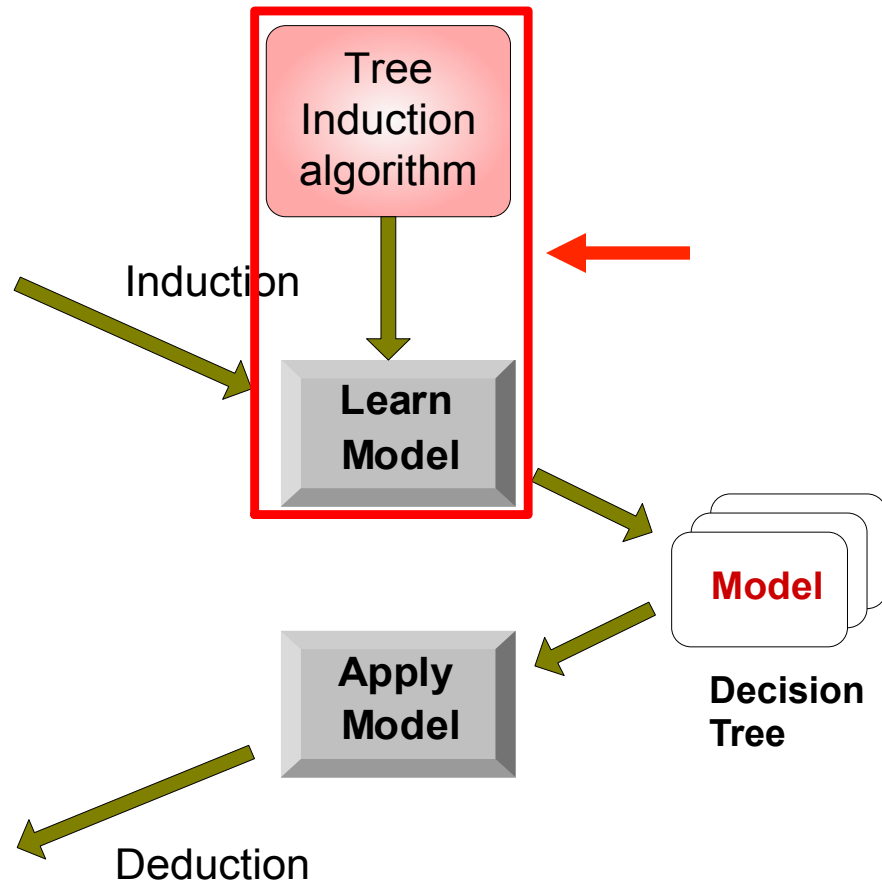 Tree
Induction
algorithm
Induction
Learn
Model
Model
Decision
Tree
Apply
Model
Deduction